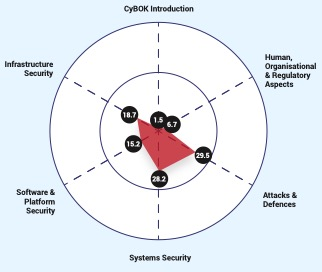 CyBOK Introduction
Infrastructure
Security
Human,
Organisational
& Regulatory
Aspects
18.7
1.5
6.7
15.2
29.5
28.2
Software &
Platform
Security
Attacks &
Defences
Systems Security